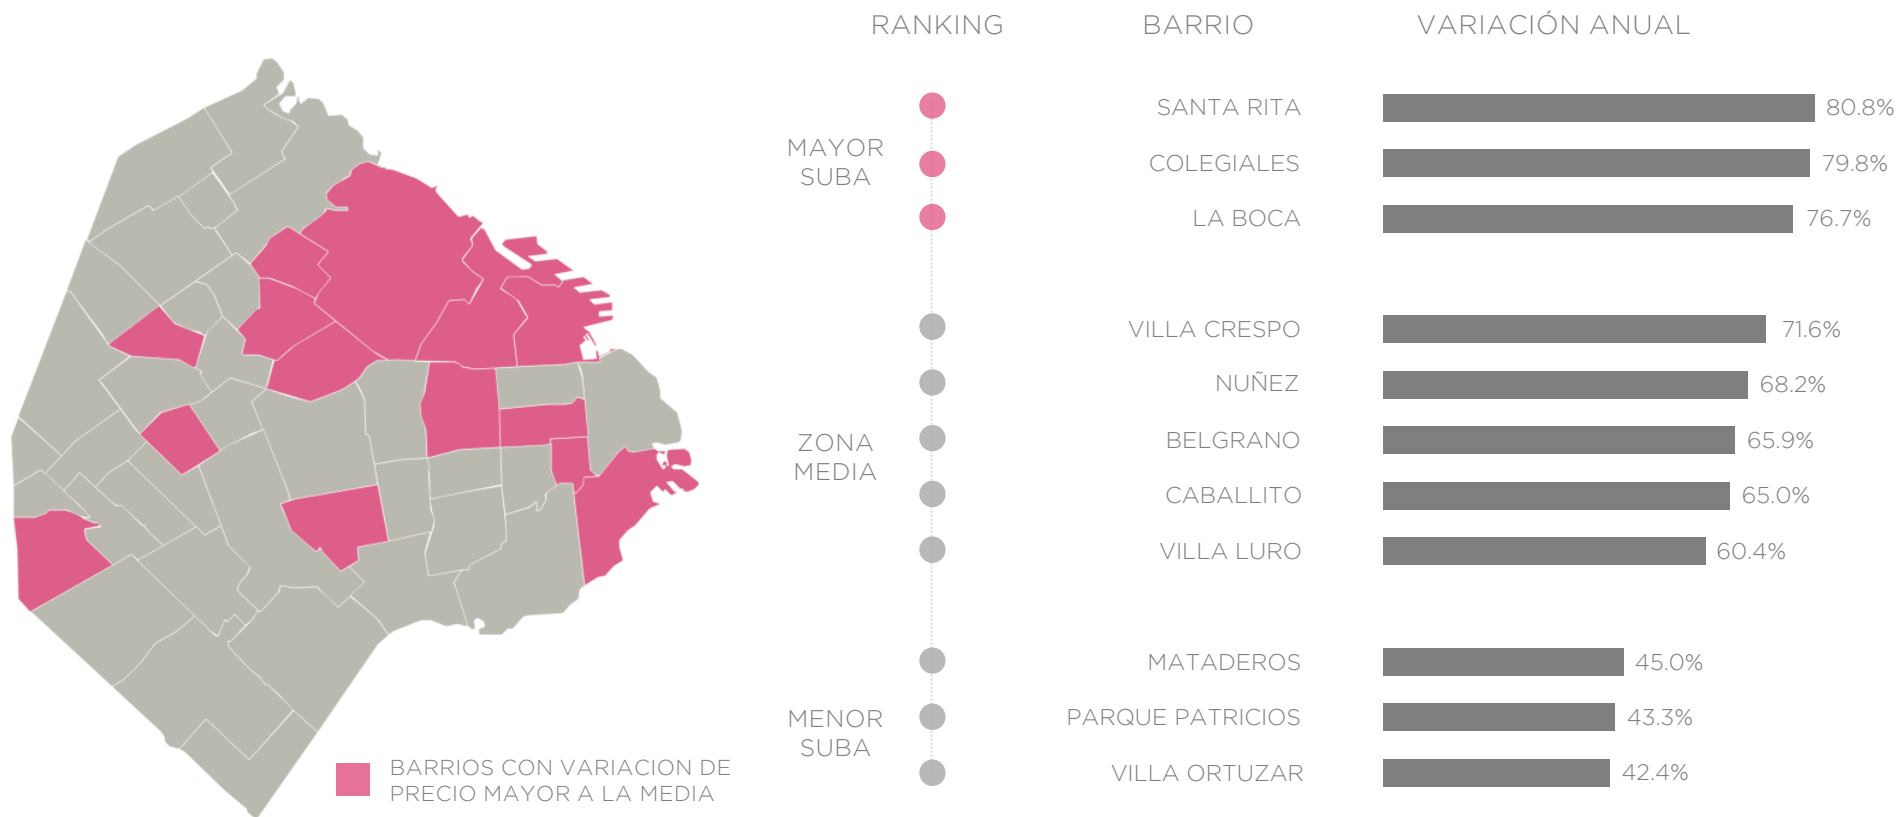 RANKING BARRIO VARIACIÓN ANUAL
MAYOR
SUBA
SANTA RITA 80.8%
COLEGIALES 79.8%
LA BOCA 76.7%
ZONA
MEDIA
VILLA CRESPO 71.6%
NUÑEZ 68.2%
BELGRANO 65.9%
CABALLITO 65.0%
VILLA LURO 60.4%
MENOR
SUBA
MATADEROS 45.0%
PARQUE PATRICIOS 43.3%
VILLA ORTUZAR 42.4%
BARRIOS CON VARIACION DE
PRECIO MAYOR A LA MEDIA